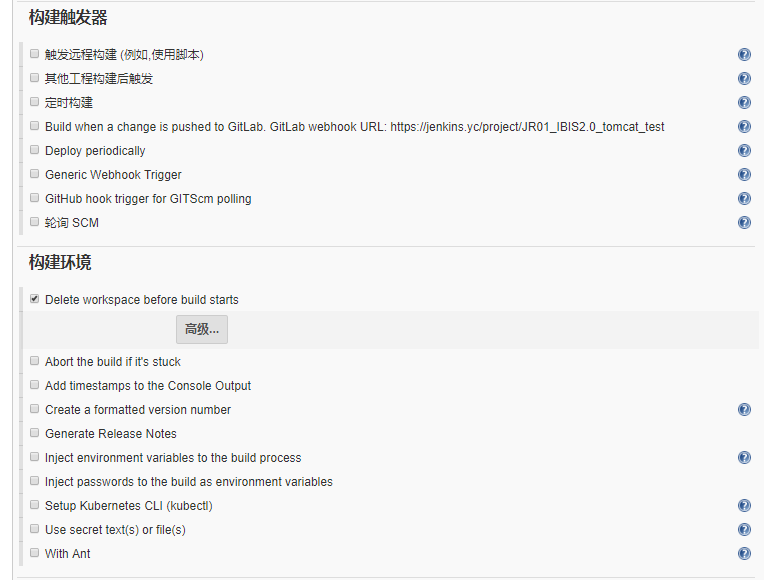 构建触发器
触发远程构建 (例如,使用脚本)
其他工程构建后触发
定时构建
Build when a change is pushed to GitLab. GitLab webhook URL: https://jenkins.yc/project/JR01_IBIS2.0_tomcat_test
Deploy periodically
Generic Webhook Trigger
GitHub hook trigger for GITScm polling
轮询 SCM
构建环境
Delete workspace before build starts
高级...
Abort the build if it's stuck
Add timestamps to the Console Output
Create a formatted version number
Generate Release Notes
Inject environment variables to the build process
Inject passwords to the build as environment variables
Setup Kubernetes CLI (kubectl)
Use secret text(s) or file(s)
With Ant